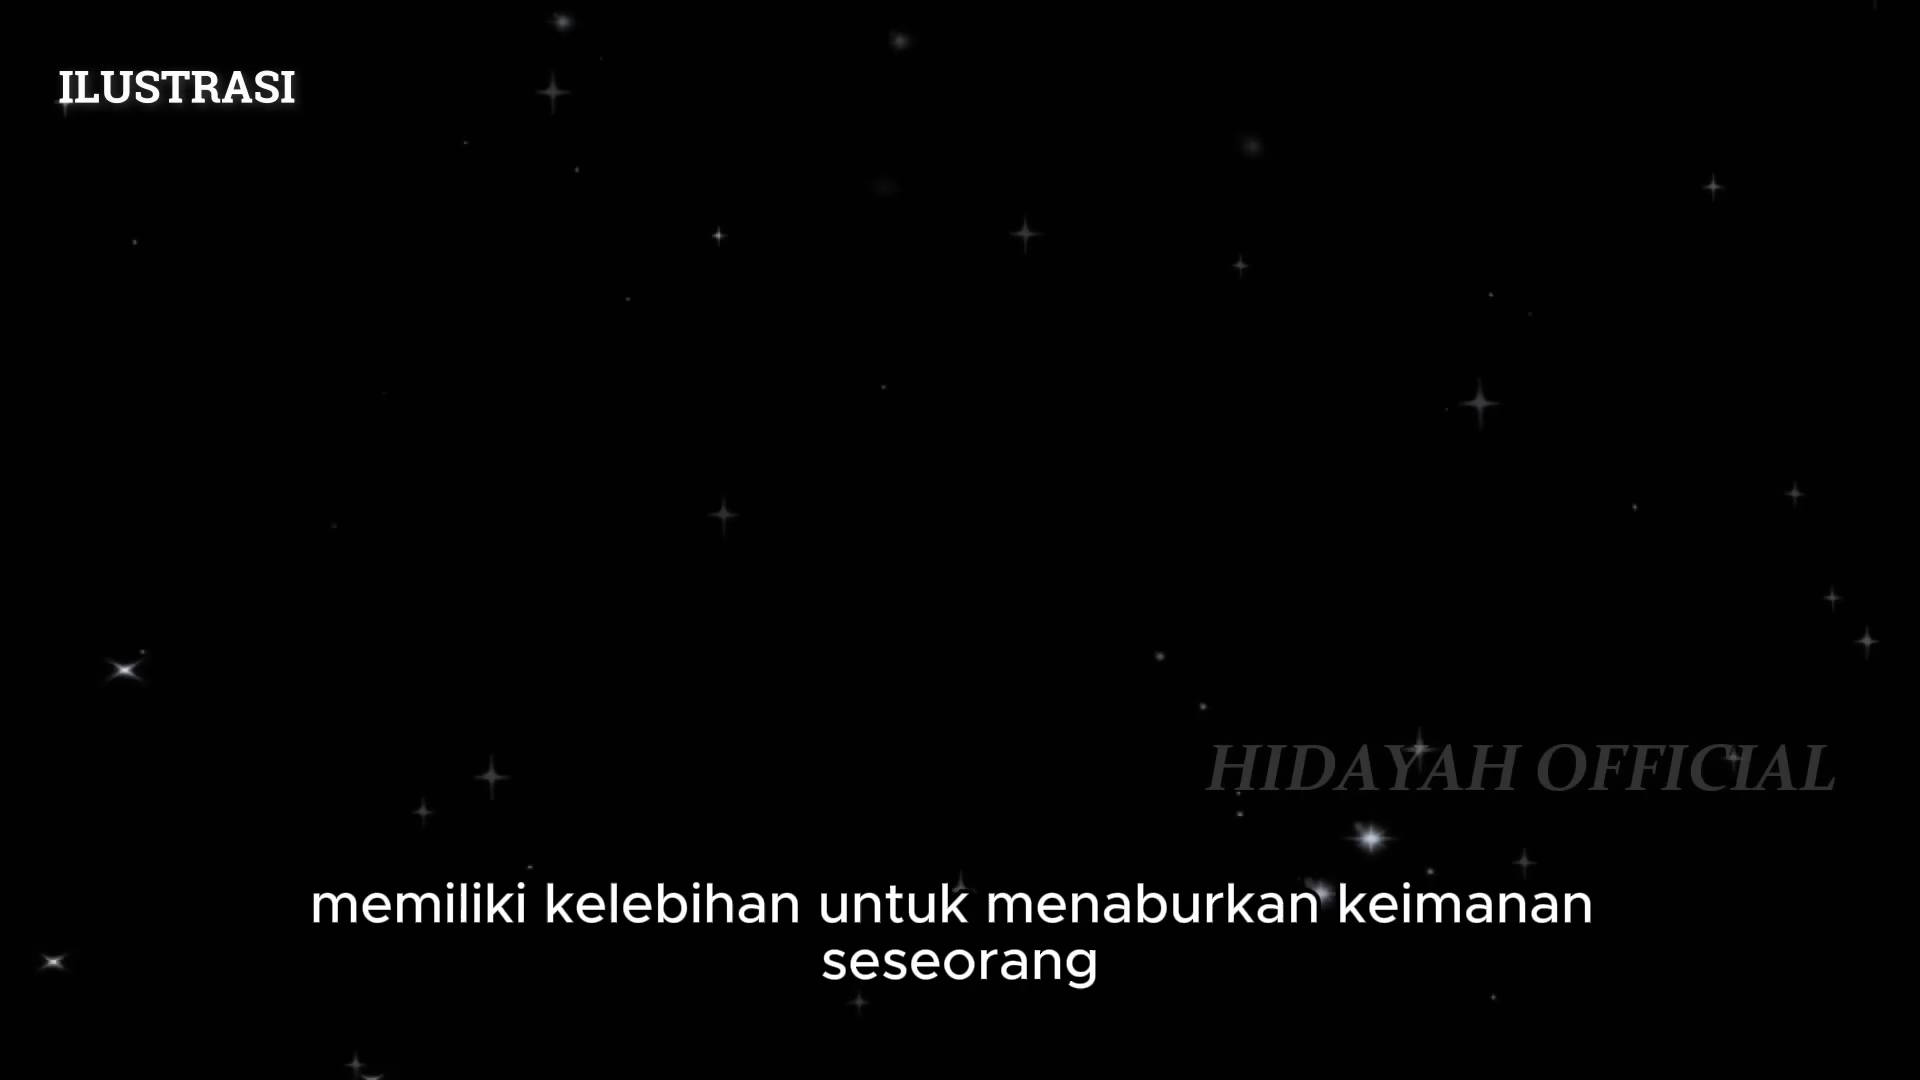 ILUSTRASI
HIDAYAH OFFICIAL
memiliki kelebihan untuk menaburkan keimanan
seseorang